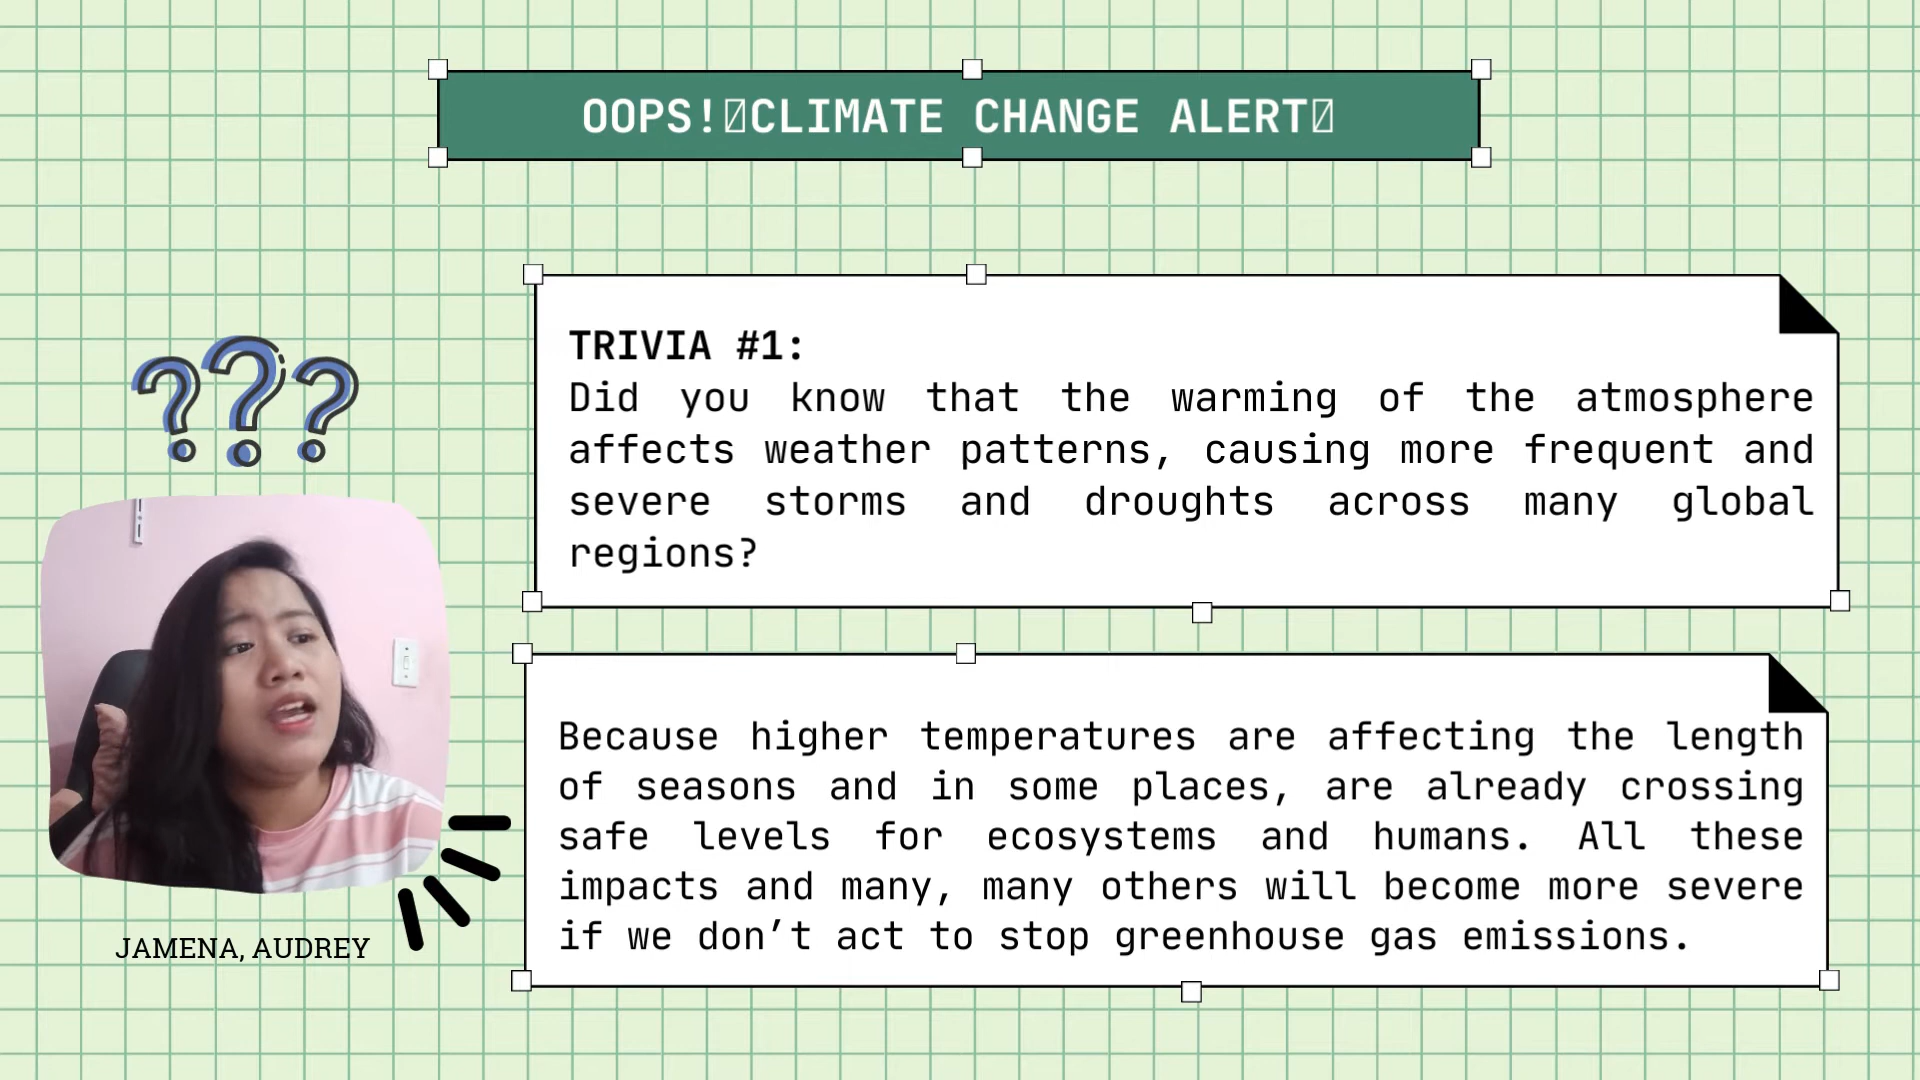 OOPS! CLIMATE CHANGE ALERT
TRIVIA #1:
Did you know that the warming of the atmosphere
affects weather patterns, causing more frequent and
severe storms and droughts across many global
regions?
Because higher temperatures are affecting the length
of seasons and in some places, are already crossing
safe levels for ecosystems and humans. All these
impacts and many, many others will become more severe
if we don’t act to stop greenhouse gas emissions.
???
JAMENA, AUDREY